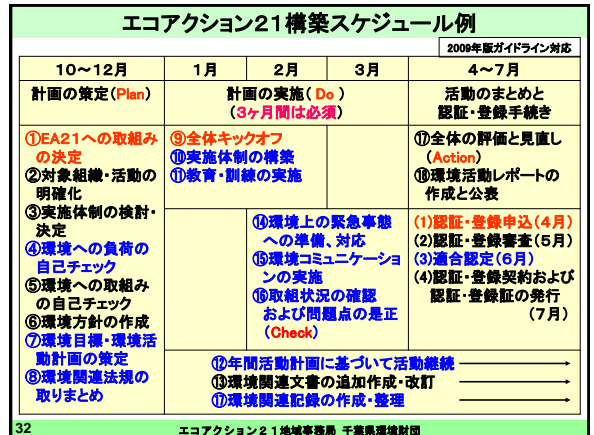 エコアクション２１構築スケジュール例
2009年版ガイドライン対応
１０～１２月
１月
２月
３月
４～７月
計画の策定(Plan)
計画の実施( Do )
(３ヶ月間は必須)
活動のまとめと
認証・登録手続き
①EA21への取組み
の決定
②対象組織・活動の
明確化
③実施体制の検討・
決定
④環境への負荷の
自己チェック
⑤環境への取組み
の自己チェック
⑥環境方針の作成
⑦環境目標・環境活
動計画の策定
⑧環境関連法規の
取りまとめ
⑨全体キックオフ
⑩実施体制の構築
⑪教育・訓練の実施
⑭環境上の緊急事態
への準備、対応
⑮環境コミュニケーショ
ンの実施
⑯取組状況の確認
および問題点の是正
(Check)
⑰全体の評価と見直し
(Action)
⑱環境活動レポートの
作成と公表
(1)認証・登録申込(４月)
(2)認証・登録審査(５月)
(3)適合認定(６月)
(4)認証・登録契約および
認証・登録証の発行
(７月)
⑫年間活動計画に基づいて活動継続
⑬環境関連文書の追加作成・改訂
⑰環境関連記録の作成・整理
32
エコアクション２１地域事務局 千葉県環境財団